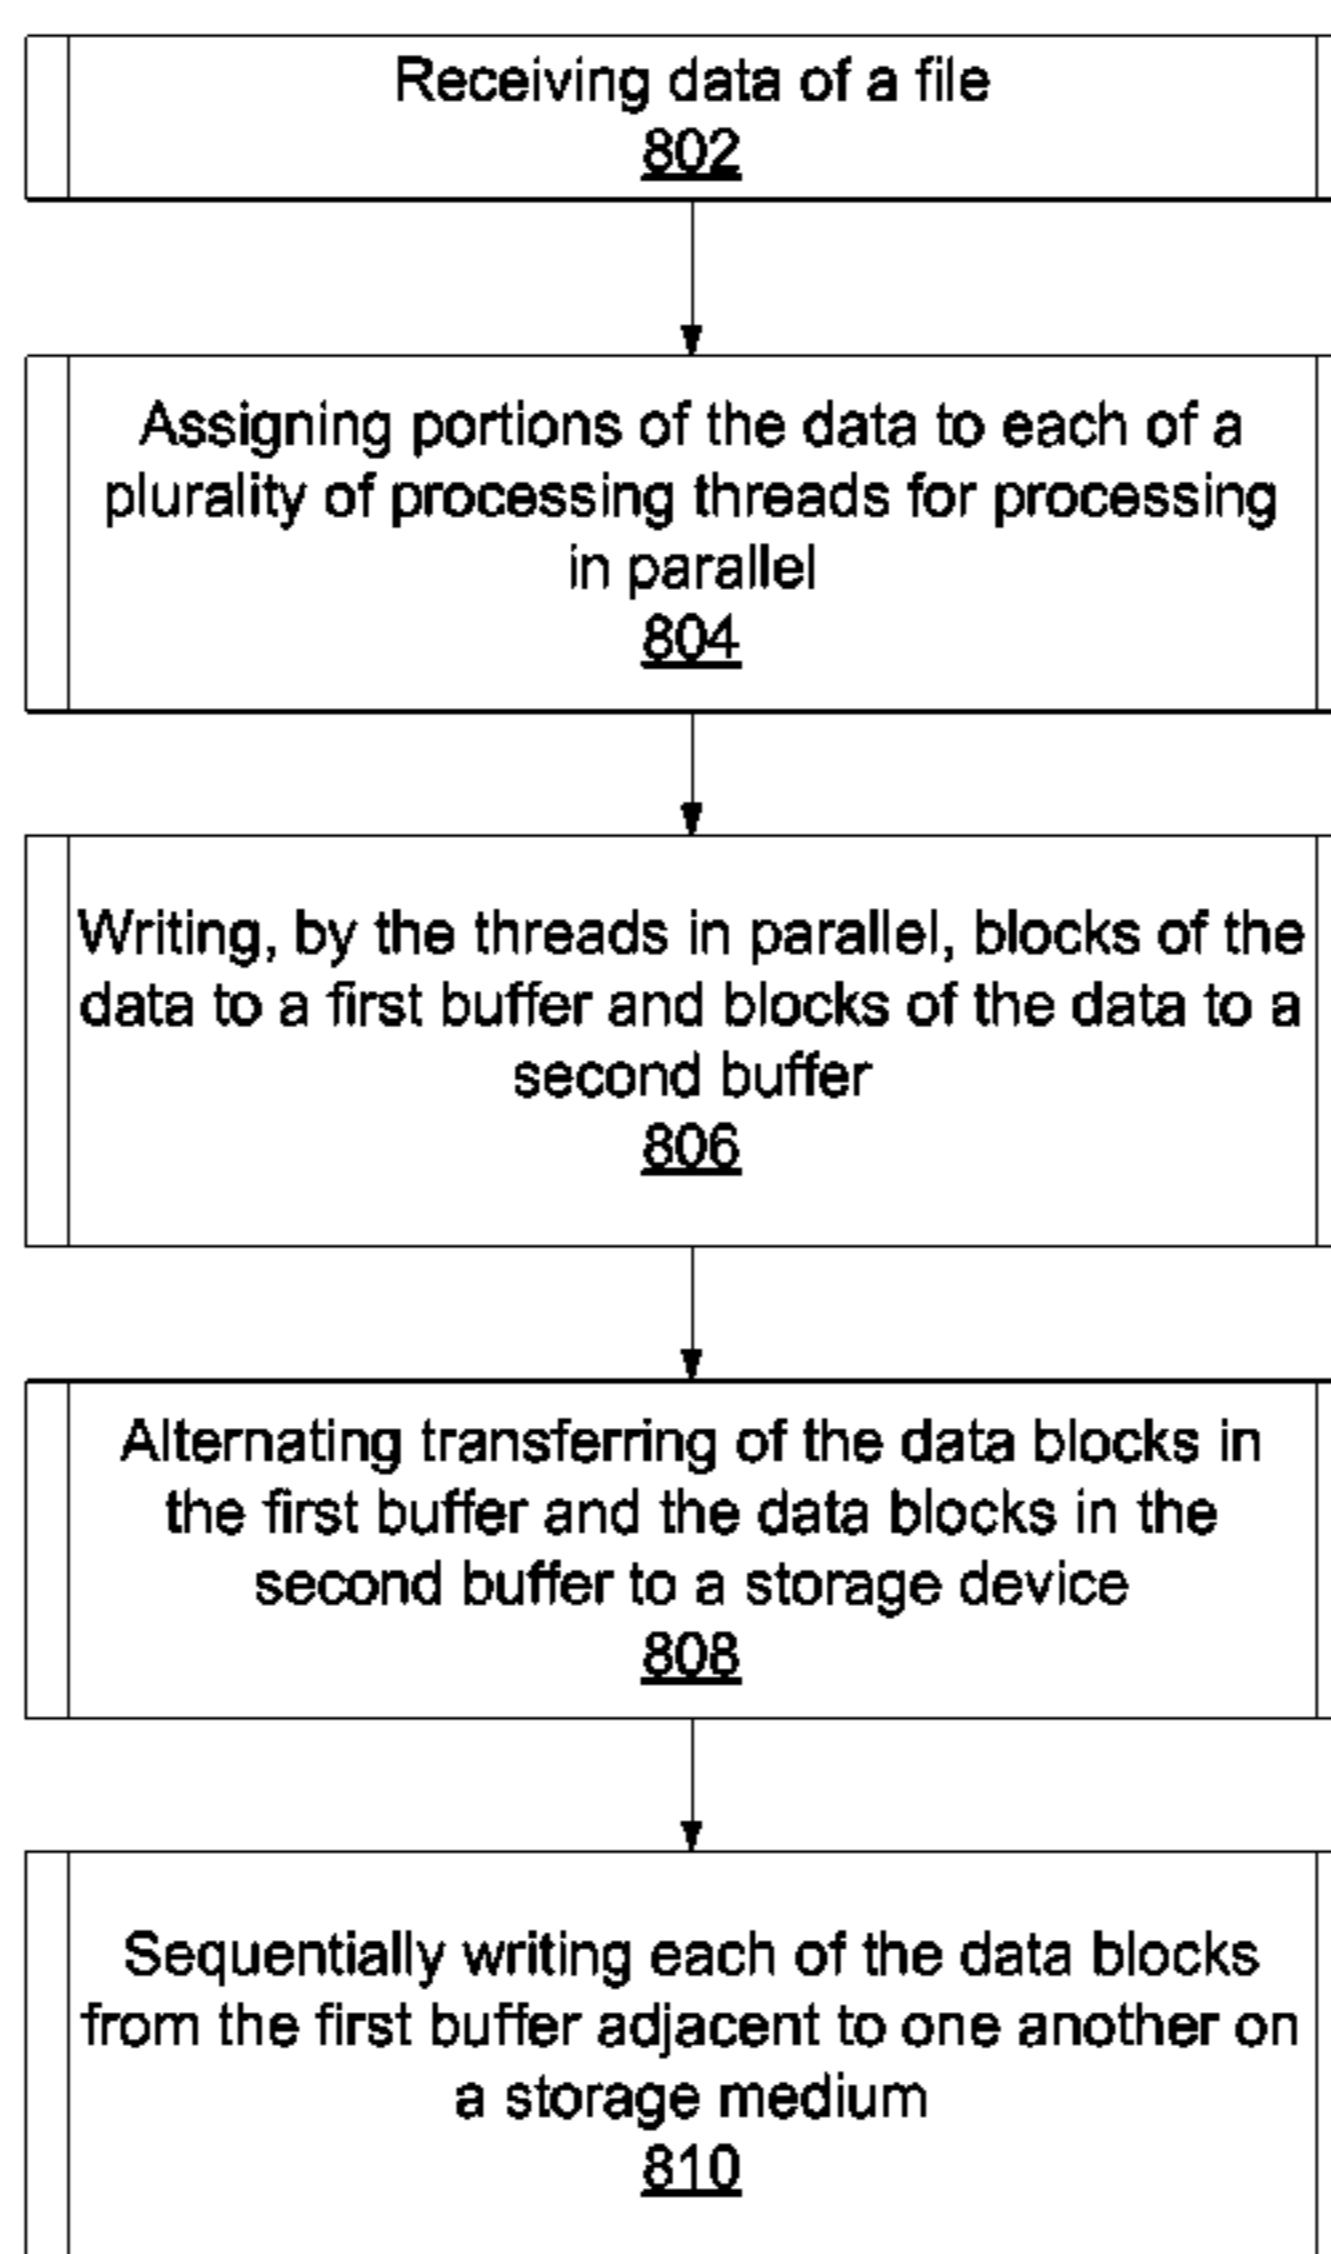 Receiving data of a file
802
Assigning portions of the data to each of a
plurality of processing threads for processing
in parallel
804
Writing, by the threads in parallel, blocks of the
data to a first buffer and blocks of the data to a
second buffer
806
Alternating transferring of the data blocks in
the first buffer and the data blocks in the
second buffer to a storage device
808
Sequentially writing each of the data blocks
from the first buffer adjacent to one another on
a storage medium
810